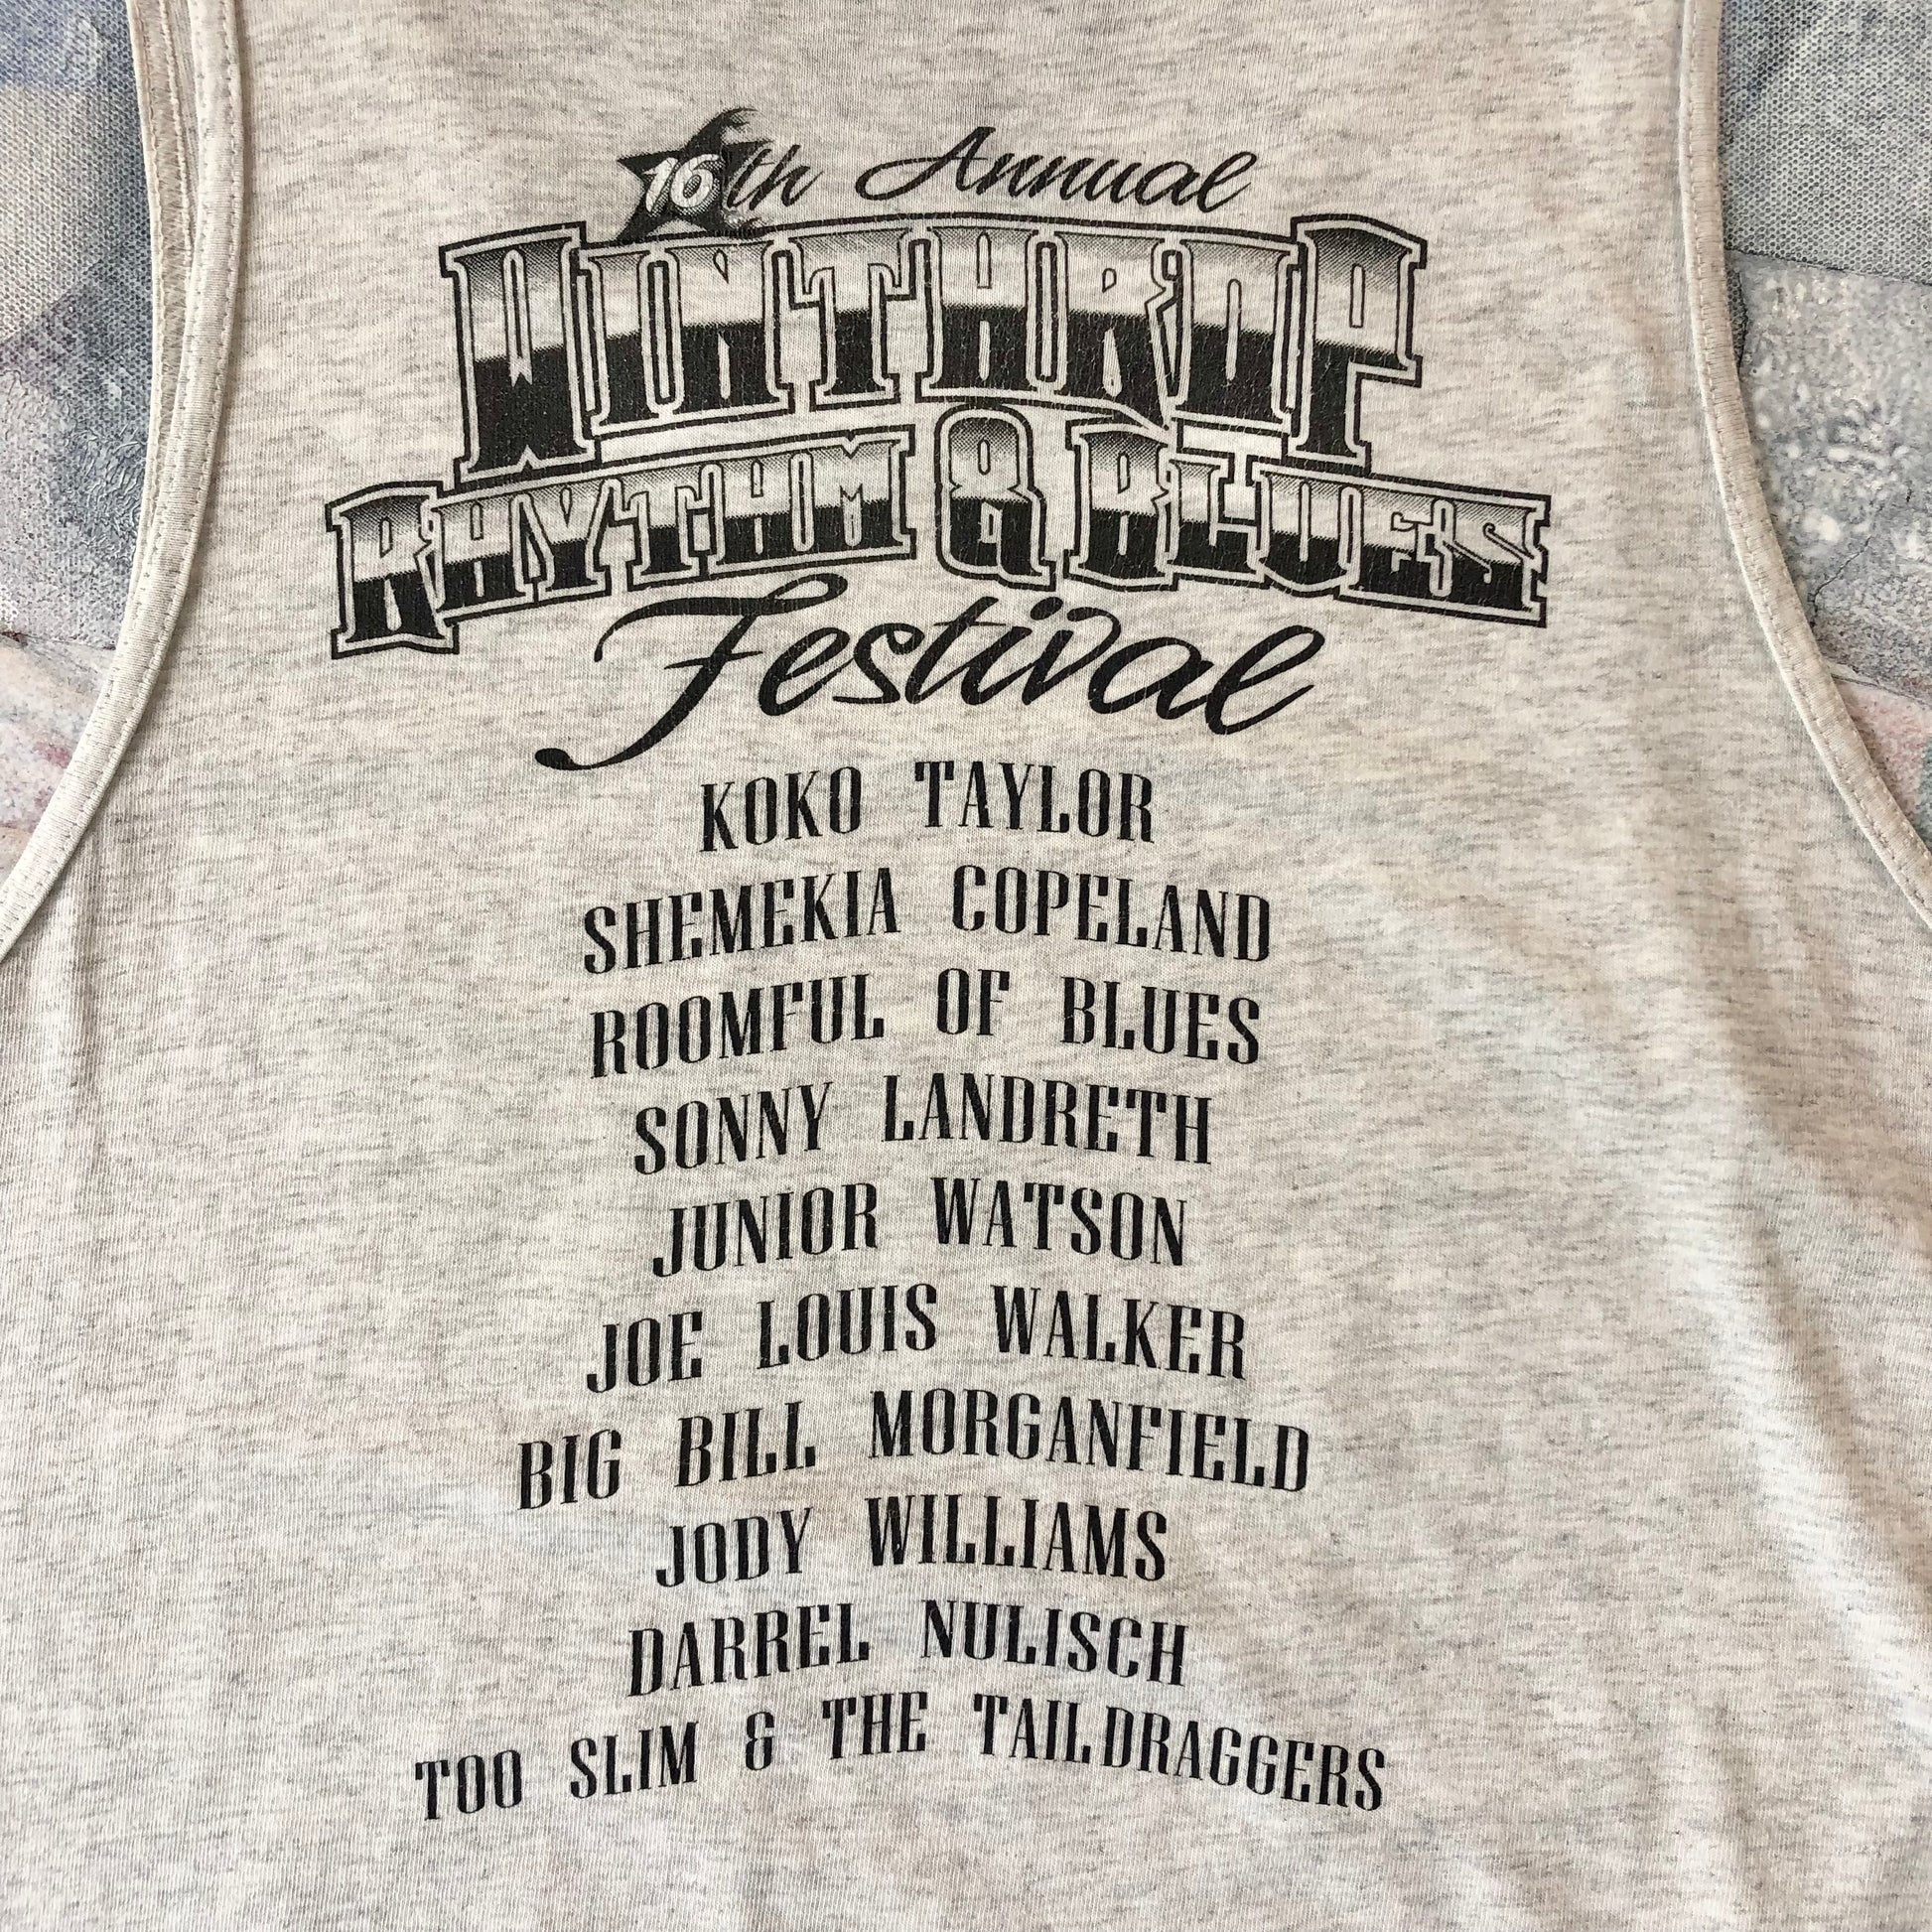 16th Annual
WINTHROP
RHYTHM & BLUES
Festival
KOKO TAYLOR
SHEMEKIA COPELAND
ROOMFUL OF BLUES
SONNY LANDRETH
JUNIOR WATSON
JOE LOUIS WALKER
BIG BILL MORGANFIELD
JODY WILLIAMS
DARREL NULISCH
TOO SLIM & THE TAILDRAGGERS